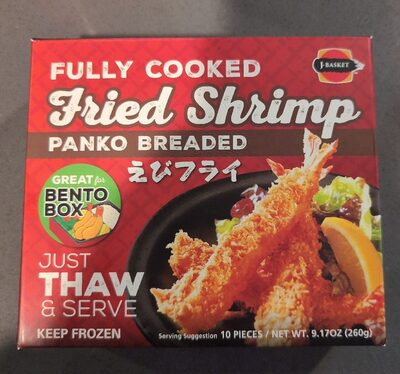 J-BASKET
FULLY COOKED
Fried Shrimp
PANKO BREADED
えびフライ
GREAT for
BENTO
BOX
JUST
THAW
& SERVE
KEEP FROZEN
Serving Suggestion 10 PIECES / NET WT. 9.17OZ (260g)